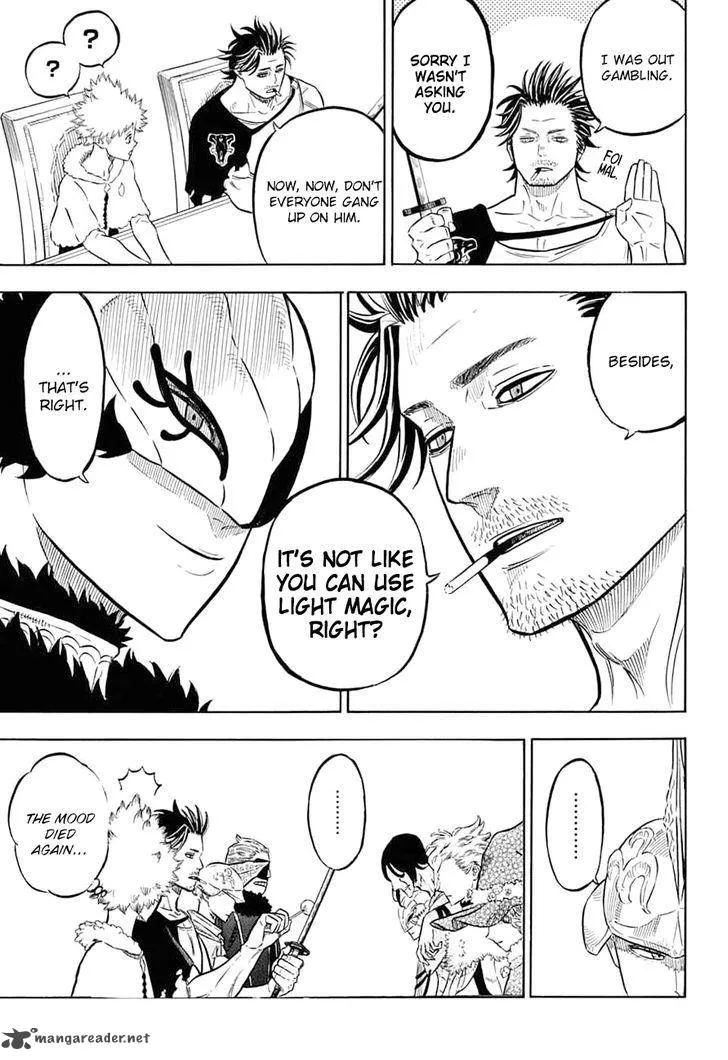 I WAS OUT
GAMBLING.
SORRY I
WASN'T
ASKING
YOU.
FOI
MAL.
NOW, NOW, DON'T
EVERYONE GANG
UP ON HIM.
?
?
BESIDES,
IT'S NOT LIKE
YOU CAN USE
LIGHT MAGIC,
RIGHT?
...
THAT'S
RIGHT.
.........
.........
THE MOOD
DIED
AGAIN...
mangareader.net